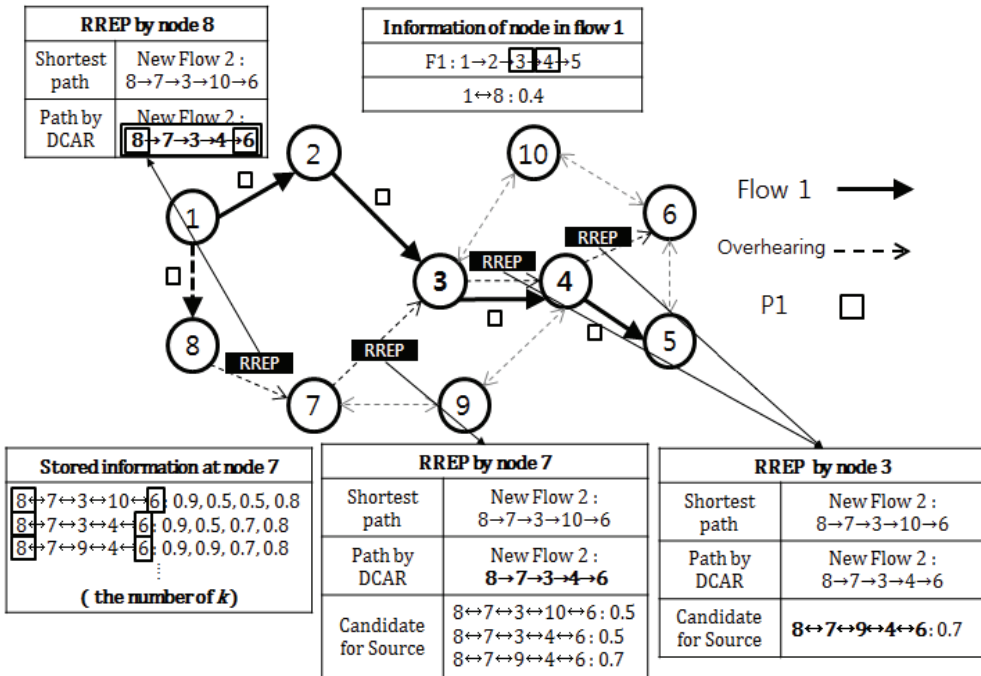 RREP by node 8
Shortest path
New Flow 2 :
8→7→3→10→6
Path by DCAR
New Flow 2 :
8→7→3→4→6
Information of node in flow 1
F1 : 1→2→3→4→5
1↔8 : 0.4
1
2
3
4
5
6
7
8
9
10
RREP
RREP
RREP
RREP
Flow 1
Overhearing
P1
Stored information at node 7
8↔7↔3↔10↔6: 0.9, 0.5, 0.5, 0.8
8↔7↔3↔4↔6: 0.9, 0.5, 0.7, 0.8
8↔7↔9↔4↔6: 0.9, 0.9, 0.7, 0.8
⋮
( the number of k)
RREP by node 7
Shortest path
New Flow 2 :
8→7→3→10→6
Path by DCAR
New Flow 2 :
8→7→3→4→6
Candidate for Source
8↔7↔3↔10↔6: 0.5
8↔7↔3↔4↔6: 0.5
8↔7↔9↔4↔6: 0.7
RREP by node 3
Shortest path
New Flow 2 :
8→7→3→10→6
Path by DCAR
New Flow 2 :
8→7→3→4→6
Candidate for Source
8↔7↔9↔4↔6: 0.7